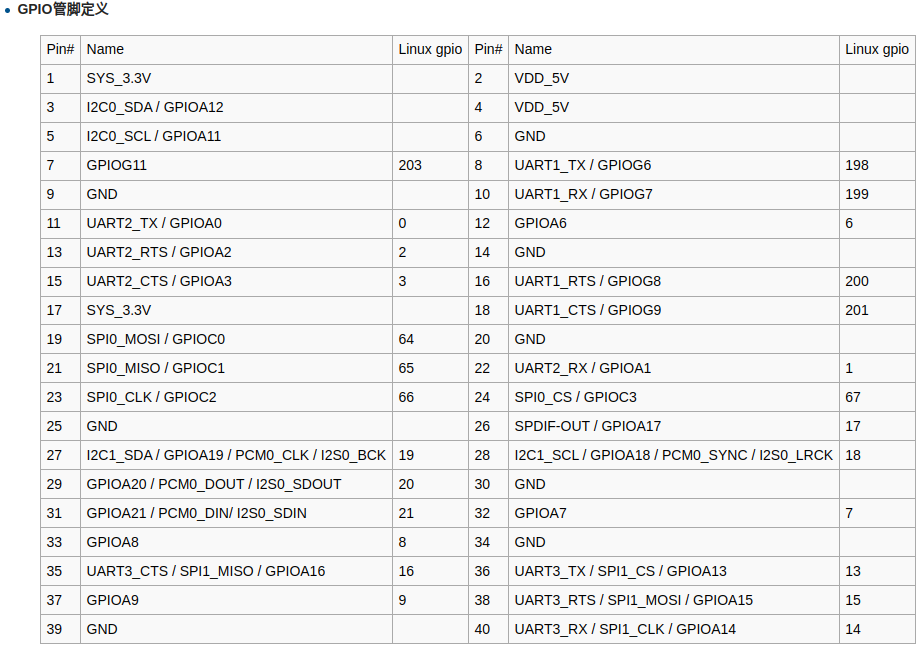 GPIO管脚定义
Pin# Name Linux gpio Pin# Name Linux gpio
1 SYS_3.3V 2 VDD_5V
3 I2C0_SDA / GPIOA12 4 VDD_5V
5 I2C0_SCL / GPIOA11 6 GND
7 GPIOG11 203 8 UART1_TX / GPIOG6 198
9 GND 10 UART1_RX / GPIOG7 199
11 UART2_TX / GPIOA0 0 12 GPIOA6 6
13 UART2_RTS / GPIOA2 2 14 GND
15 UART2_CTS / GPIOA3 3 16 UART1_RTS / GPIOG8 200
17 SYS_3.3V 18 UART1_CTS / GPIOG9 201
19 SPI0_MOSI / GPIOC0 64 20 GND
21 SPI0_MISO / GPIOC1 65 22 UART2_RX / GPIOA1 1
23 SPI0_CLK / GPIOC2 66 24 SPI0_CS / GPIOC3 67
25 GND 26 SPDIF-OUT / GPIOA17 17
27 I2C1_SDA / GPIOA19 / PCM0_CLK / I2S0_BCK 19 28 I2C1_SCL / GPIOA18 / PCM0_SYNC / I2S0_LRCK 18
29 GPIOA20 / PCM0_DOUT / I2S0_SDOUT 20 30 GND
31 GPIOA21 / PCM0_DIN/ I2S0_SDIN 21 32 GPIOA7 7
33 GPIOA8 8 34 GND
35 UART3_CTS / SPI1_MISO / GPIOA16 16 36 UART3_TX / SPI1_CS / GPIOA13 13
37 GPIOA9 9 38 UART3_RTS / SPI1_MOSI / GPIOA15 15
39 GND 40 UART3_RX / SPI1_CLK / GPIOA14 14